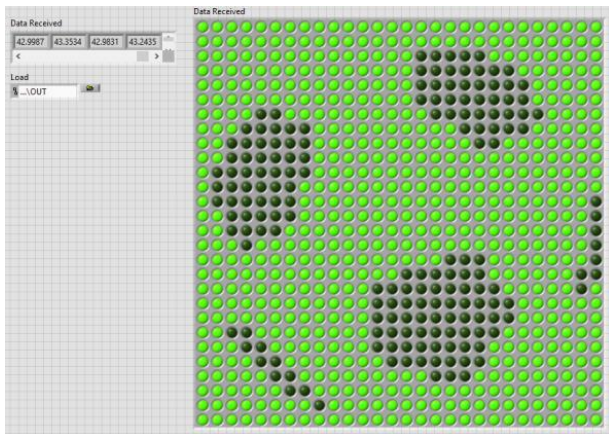 Data Received
42.9987 43.3534 42.9831 43.2435
Load
...\OUT
Data Received